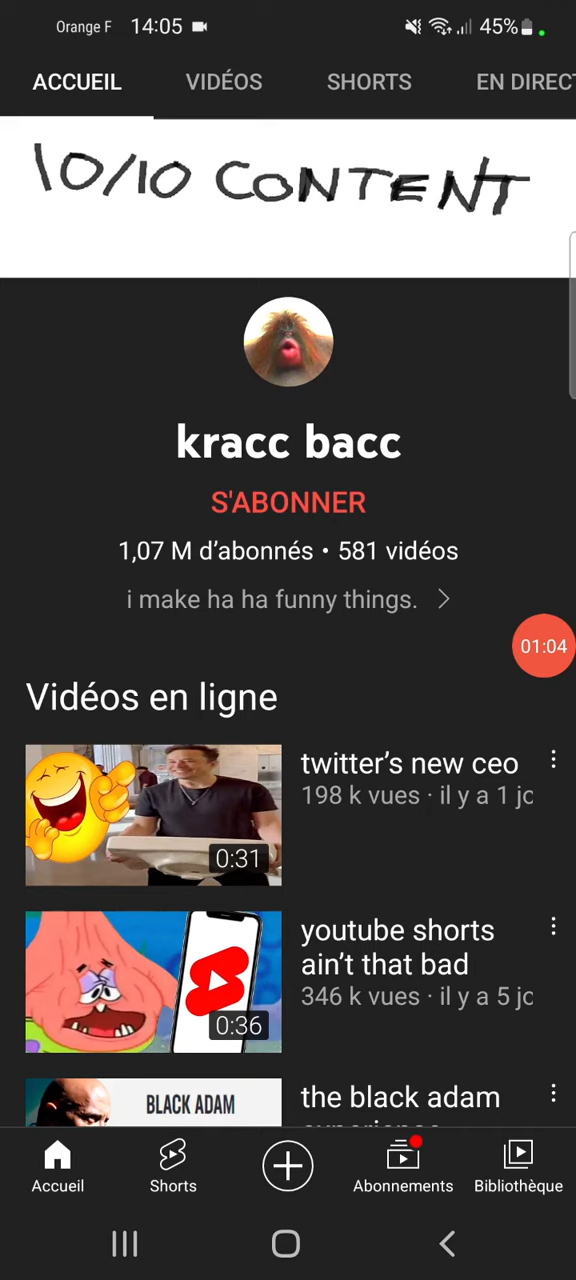 Orange F 14:05 45%
ACCUEIL VIDÉOS SHORTS EN DIRECT
10/10 CONTENT
kracc bacc
S'ABONNER
1,07 M d'abonnés • 581 vidéos
i make ha ha funny things.
01:04
Vidéos en ligne
twitter's new ceo
198 k vues · il y a 1 jo
0:31
youtube shorts
ain't that bad
346 k vues · il y a 5 jo
0:36
BLACK ADAM
the black adam
experience
Accueil Shorts Abonnements Bibliothèque